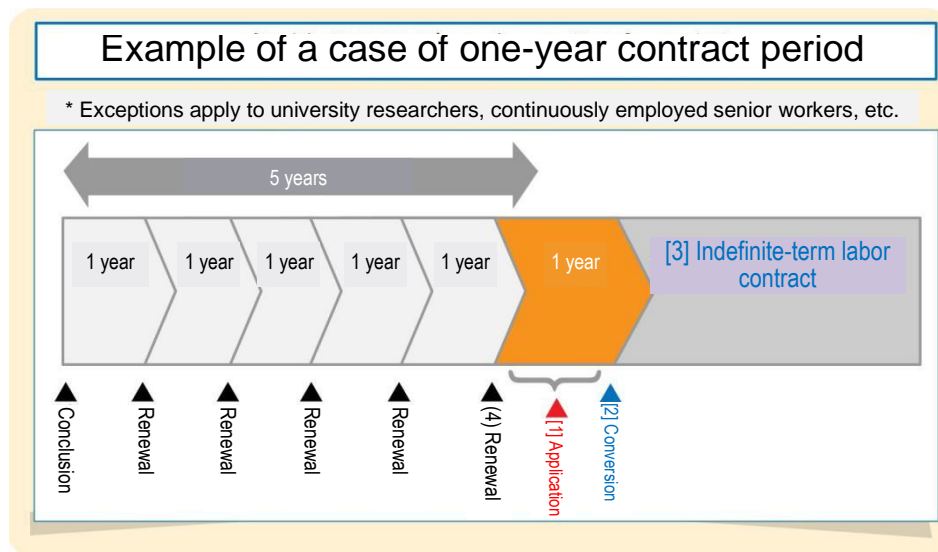 Example of a case of one-year contract period
* Exceptions apply to university researchers, continuously employed senior workers, etc.
5 years
1 year
1 year
1 year
1 year
1 year
1 year
[3] Indefinite-term labor
contract
Conclusion
Renewal
Renewal
Renewal
Renewal
(4) Renewal
[1] Application
[2] Conversion